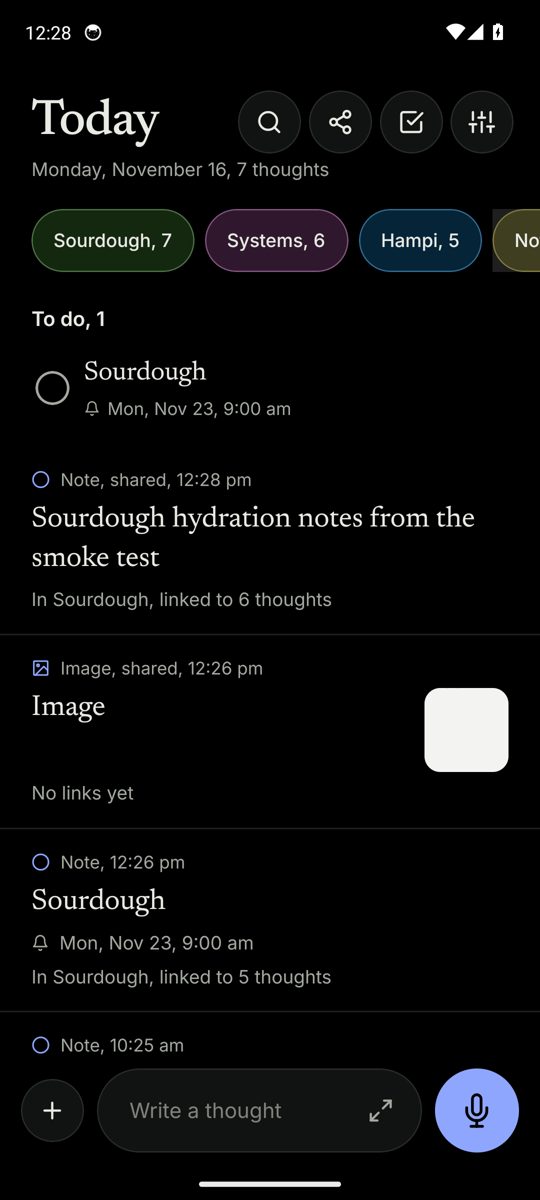 12:28
Today
Monday, November 16, 7 thoughts
Sourdough, 7
Systems, 6
Hampi, 5
No
To do, 1
Sourdough
Mon, Nov 23, 9:00 am
Note, shared, 12:28 pm
Sourdough hydration notes from the
smoke test
In Sourdough, linked to 6 thoughts
Image, shared, 12:26 pm
Image
No links yet
Note, 12:26 pm
Sourdough
Mon, Nov 23, 9:00 am
In Sourdough, linked to 5 thoughts
Note, 10:25 am
Write a thought